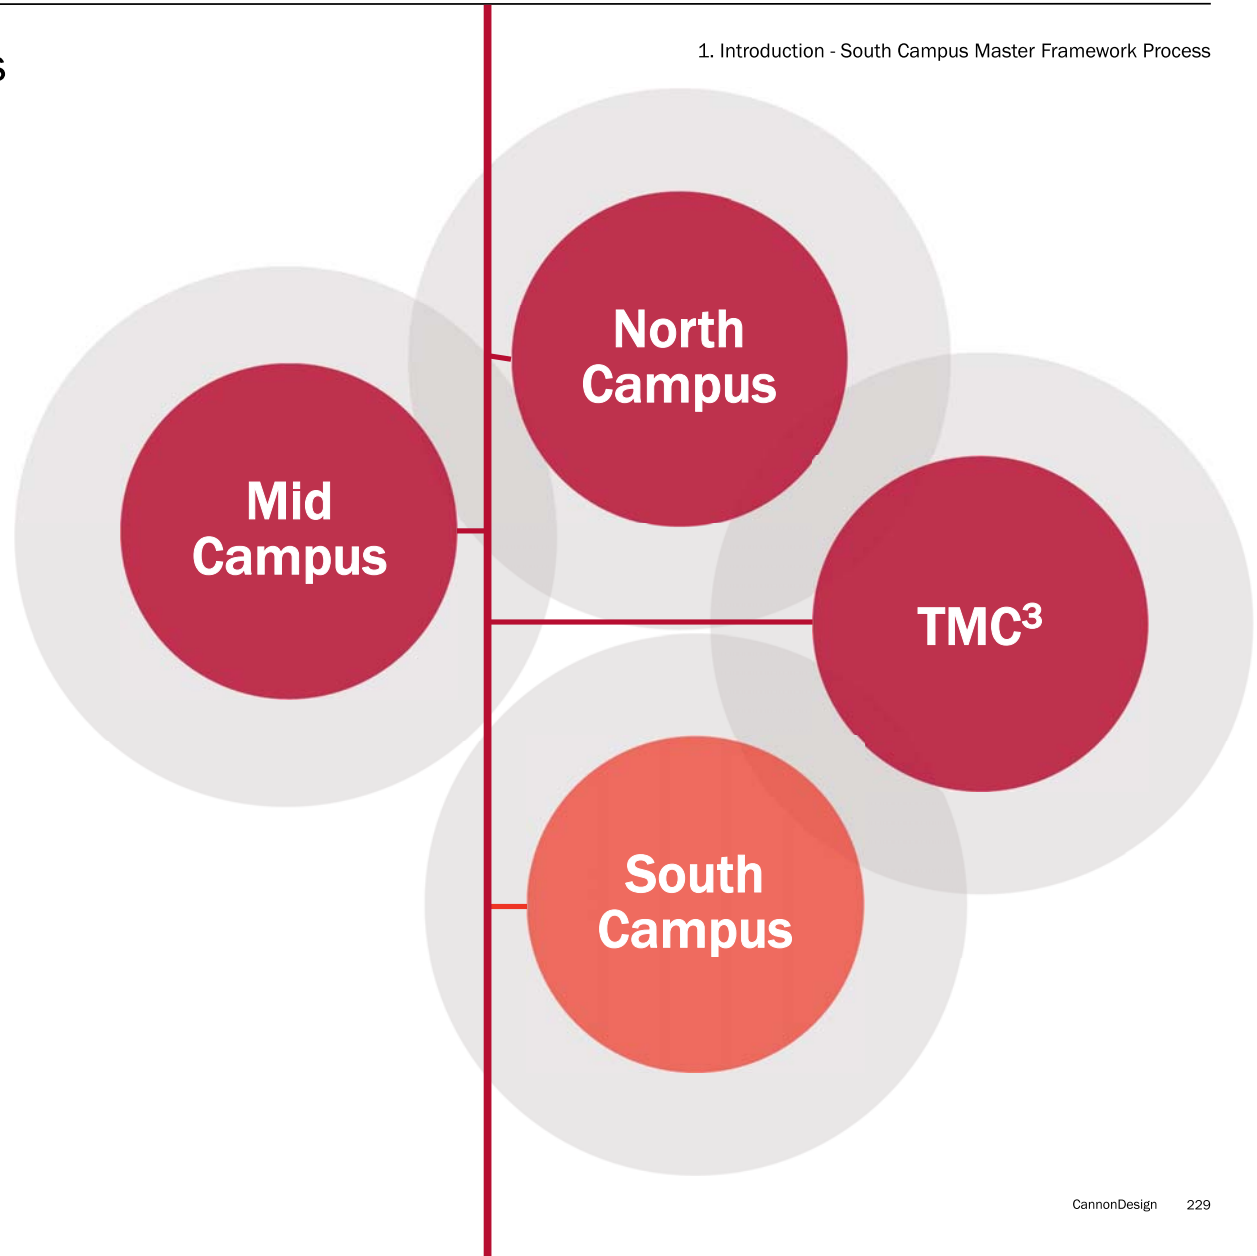 s
1. Introduction - South Campus Master Framework Process
North
Campus
Mid
Campus
TMC³
South
Campus
CannonDesign 229